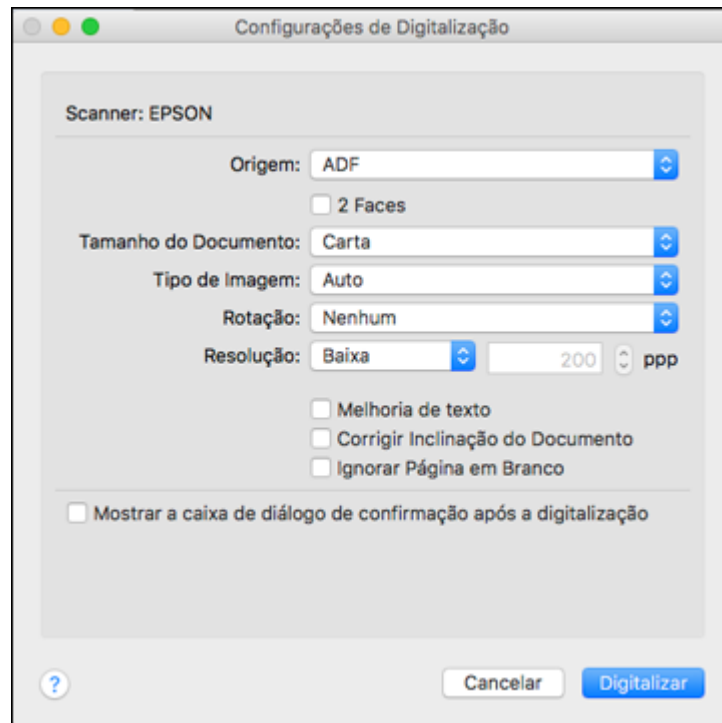 Configurações de Digitalização
Scanner: EPSON
Origem: ADF
2 Faces
Tamanho do Documento: Carta
Tipo de Imagem: Auto
Rotação: Nenhum
Resolução: Baixa 200 ppp
Melhoria de texto
Corrigir Inclinação do Documento
Ignorar Página em Branco
Mostrar a caixa de diálogo de confirmação após a digitalização
? Cancelar Digitalizar